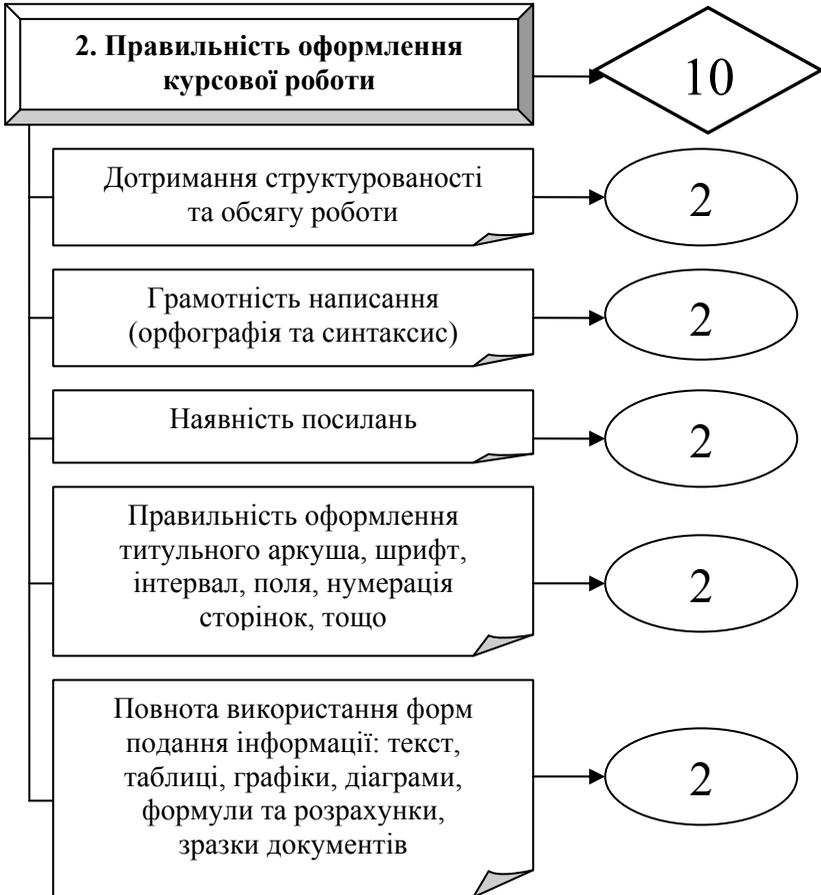 2. Правильність оформлення
курсової роботи
10
Дотримання структурованості
та обсягу роботи
2
Грамотність написання
(орфографія та синтаксис)
2
Наявність посилань
2
Правильність оформлення
титульного аркуша, шрифт,
інтервал, поля, нумерація
сторінок, тощо
2
Повнота використання форм
подання інформації: текст,
таблиці, графіки, діаграми,
формули та розрахунки,
зразки документів
2